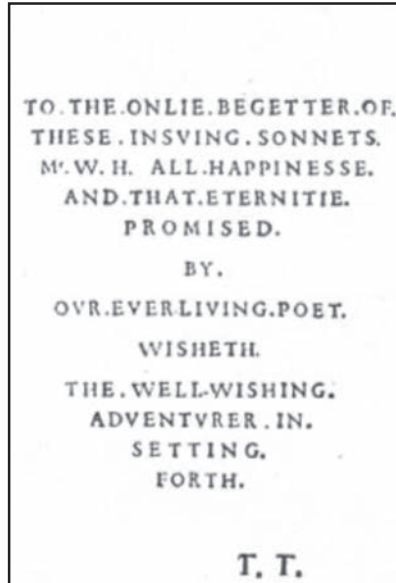 TO.THE.ONLIE.BEGETTER.OF.
THESE.INSVING.SONNETS.
Mr.W.H. ALL.HAPPINESSE.
AND.THAT.ETERNITIE.
PROMISED.
BY.
OVR.EVER-LIVING.POET.
WISHETH.
THE.WELL-WISHING.
ADVENTVRER.IN.
SETTING.
FORTH.
T. T.